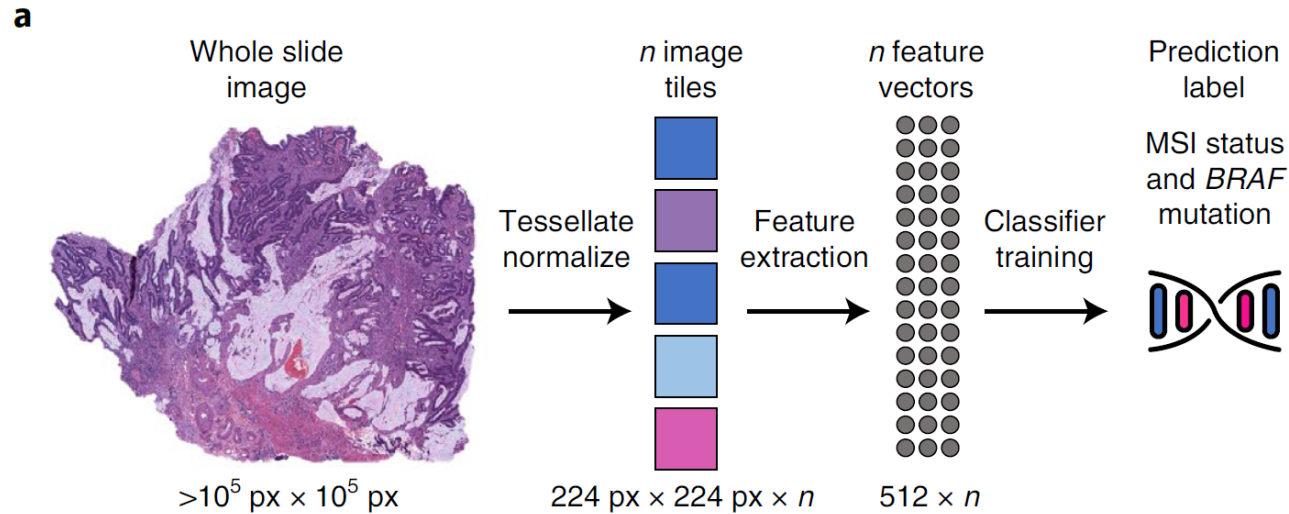 a
Whole slide
image
n image
tiles
n feature
vectors
Prediction
label
MSI status
and BRAF
mutation
Tessellate
normalize
Feature
extraction
Classifier
training
>10⁵ px × 10⁵ px
224 px × 224 px × n
512 × n